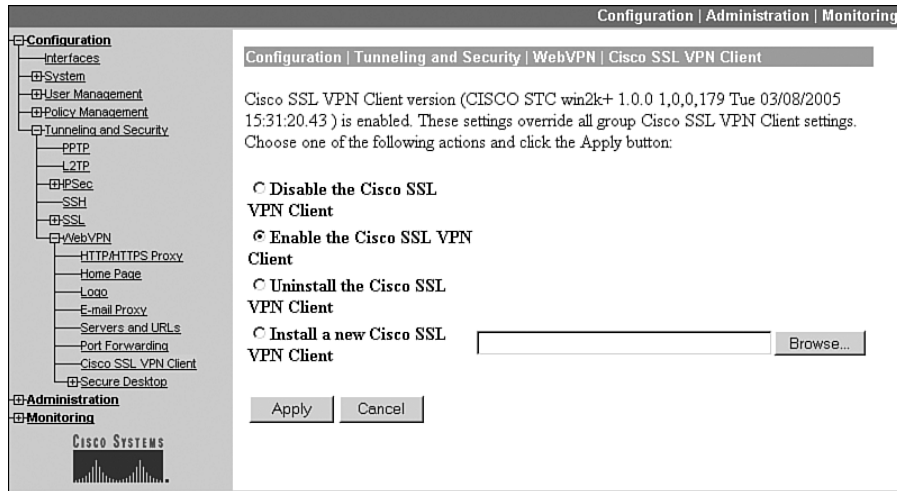 Configuration | Administration | Monitoring
Configuration
Interfaces
System
User Management
Policy Management
Tunneling and Security
PPTP
L2TP
IPSec
SSH
SSL
WebVPN
HTTP/HTTPS Proxy
Home Page
Logo
E-mail Proxy
Servers and URLs
Port Forwarding
Cisco SSL VPN Client
Secure Desktop
Administration
Monitoring
CISCO SYSTEMS
Configuration | Tunneling and Security | WebVPN | Cisco SSL VPN Client
Cisco SSL VPN Client version (CISCO STC win2k+ 1.0.0 1,0,0,179 Tue 03/08/2005
15:31:20.43 ) is enabled. These settings override all group Cisco SSL VPN Client settings.
Choose one of the following actions and click the Apply button:
Disable the Cisco SSL
VPN Client
Enable the Cisco SSL VPN
Client
Uninstall the Cisco SSL
VPN Client
Install a new Cisco SSL
VPN Client
Browse...
Apply Cancel